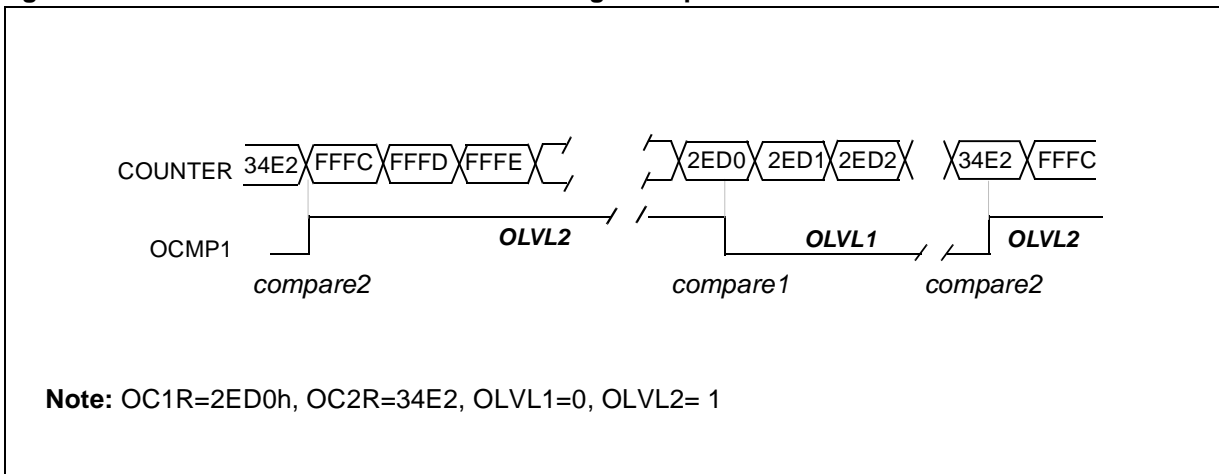 COUNTER 34E2 FFFC FFFD FFFE 2ED0 2ED1 2ED2 34E2 FFFC
OCMP1 OLVL2 OLVL1 OLVL2
compare2 compare1 compare2
Note: OC1R=2ED0h, OC2R=34E2, OLVL1=0, OLVL2= 1